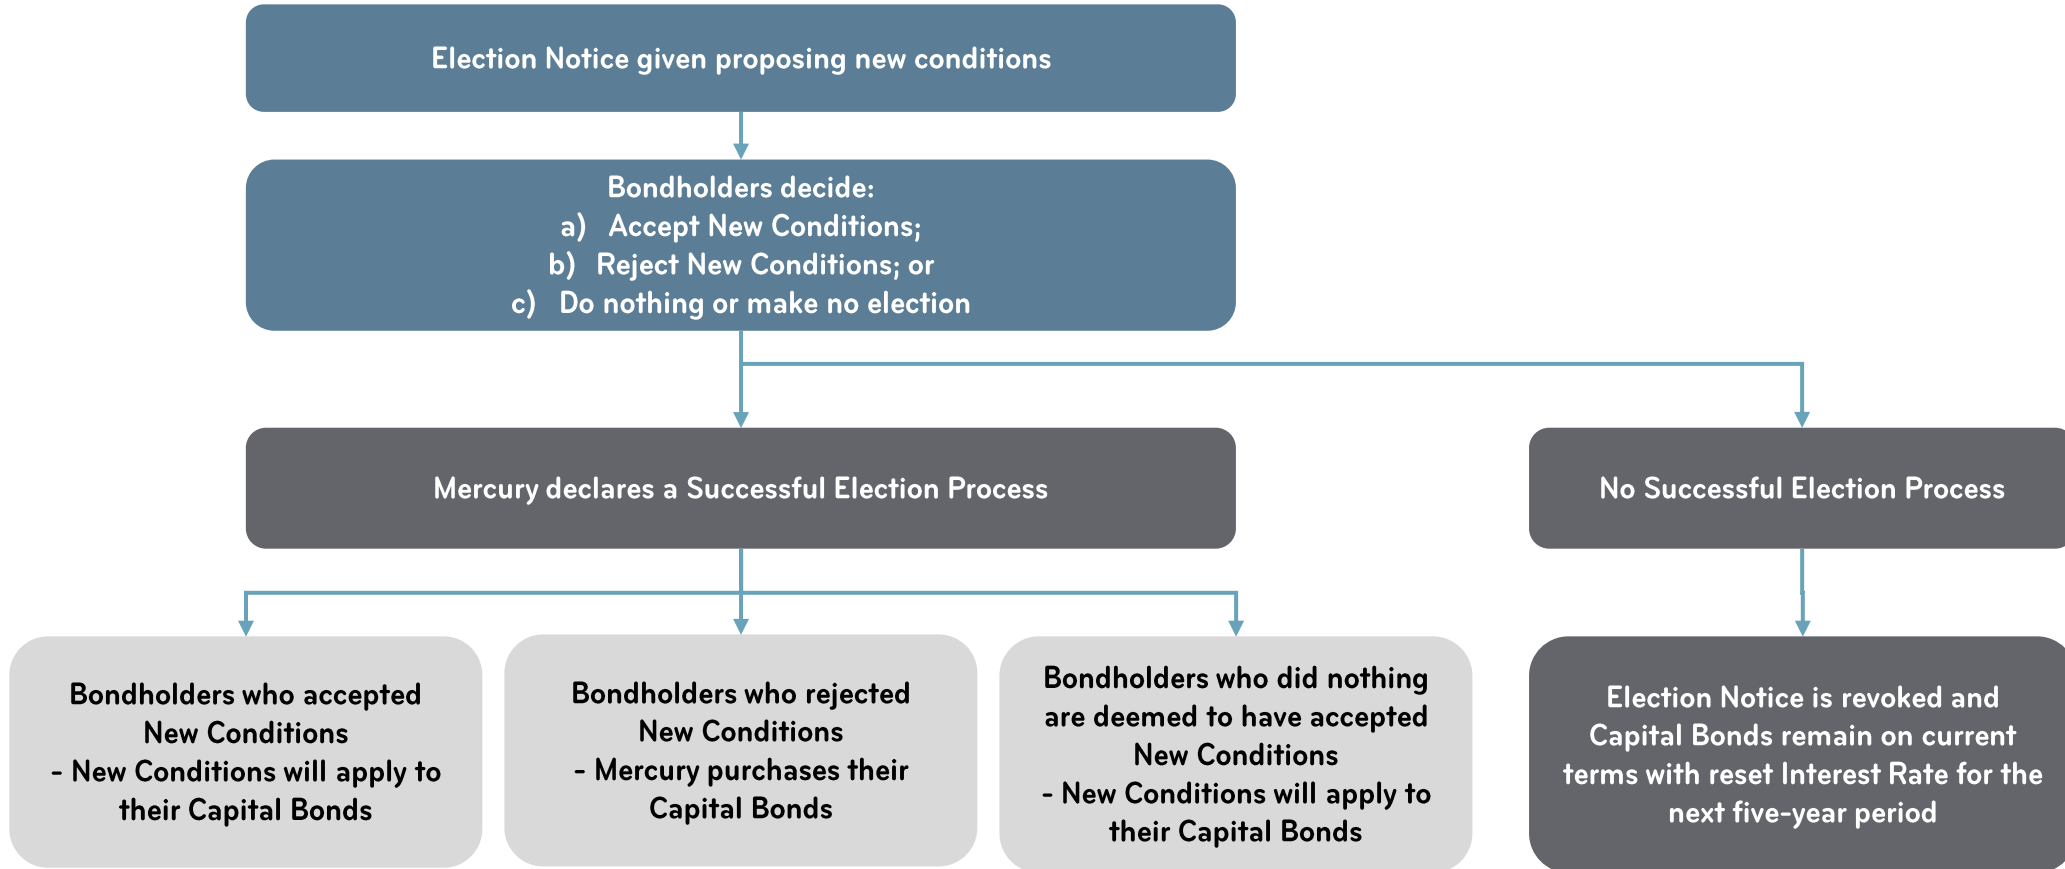 Election Notice given proposing new conditions
Bondholders decide:
a) Accept New Conditions;
b) Reject New Conditions; or
c) Do nothing or make no election
Mercury declares a Successful Election Process
No Successful Election Process
Bondholders who accepted
New Conditions
- New Conditions will apply to
their Capital Bonds
Bondholders who rejected
New Conditions
- Mercury purchases their
Capital Bonds
Bondholders who did nothing
are deemed to have accepted
New Conditions
- New Conditions will apply to
their Capital Bonds
Election Notice is revoked and
Capital Bonds remain on current
terms with reset Interest Rate for the
next five-year period